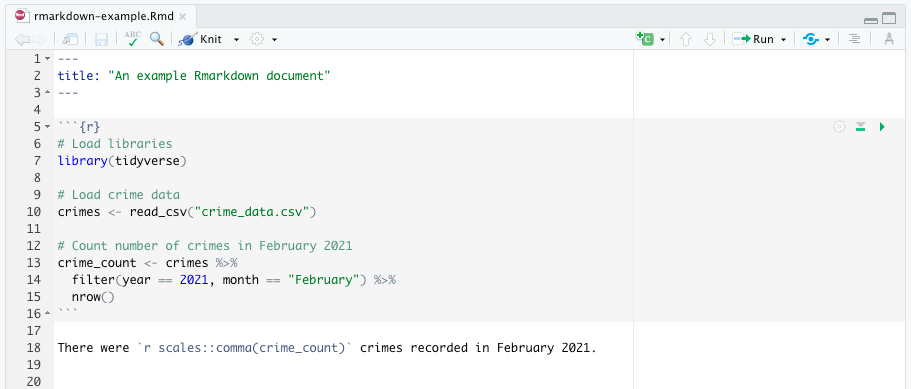 rmarkdown-example.Rmd ×
ABC Knit Run
1 ---
2 title: "An example Rmarkdown document"
3 ---
4
5 ```{r}
6 # Load libraries
7 library(tidyverse)
8
9 # Load crime data
10 crimes <- read_csv("crime_data.csv")
11
12 # Count number of crimes in February 2021
13 crime_count <- crimes %>%
14   filter(year == 2021, month == "February") %>%
15   nrow()
16 ```
17
18 There were `r scales::comma(crime_count)` crimes recorded in February 2021.
19
20